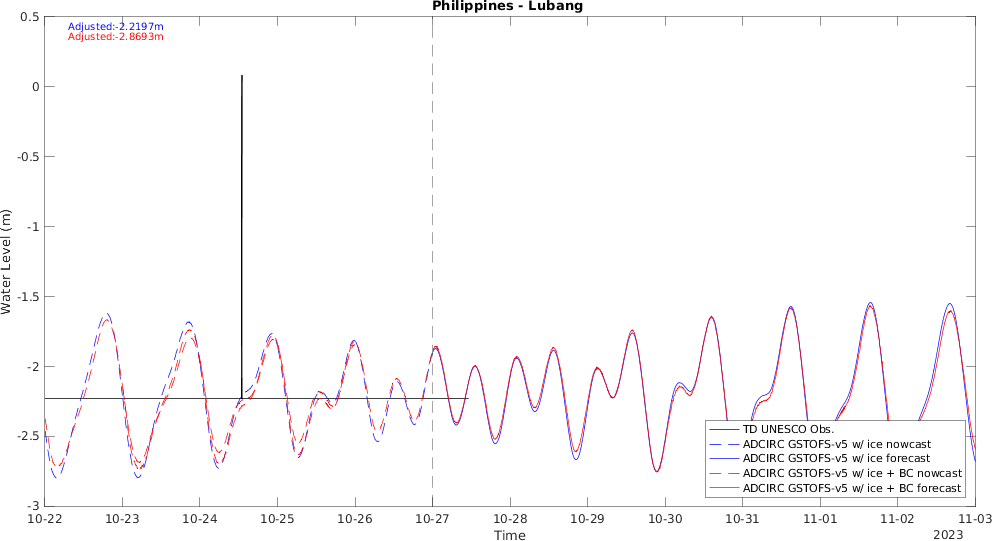 Philippines - Lubang
Adjusted:-2.2197m
Adjusted:-2.8693m
0.5
0
-0.5
-1
-1.5
-2
-2.5
-3
Water Level (m)
TD UNESCO Obs.
ADCIRC GSTOFS-v5 w/ ice nowcast
ADCIRC GSTOFS-v5 w/ ice forecast
ADCIRC GSTOFS-v5 w/ ice + BC nowcast
ADCIRC GSTOFS-v5 w/ ice + BC forecast
10-22 10-23 10-24 10-25 10-26 10-27 10-28 10-29 10-30 10-31 11-01 11-02 11-03
Time
2023